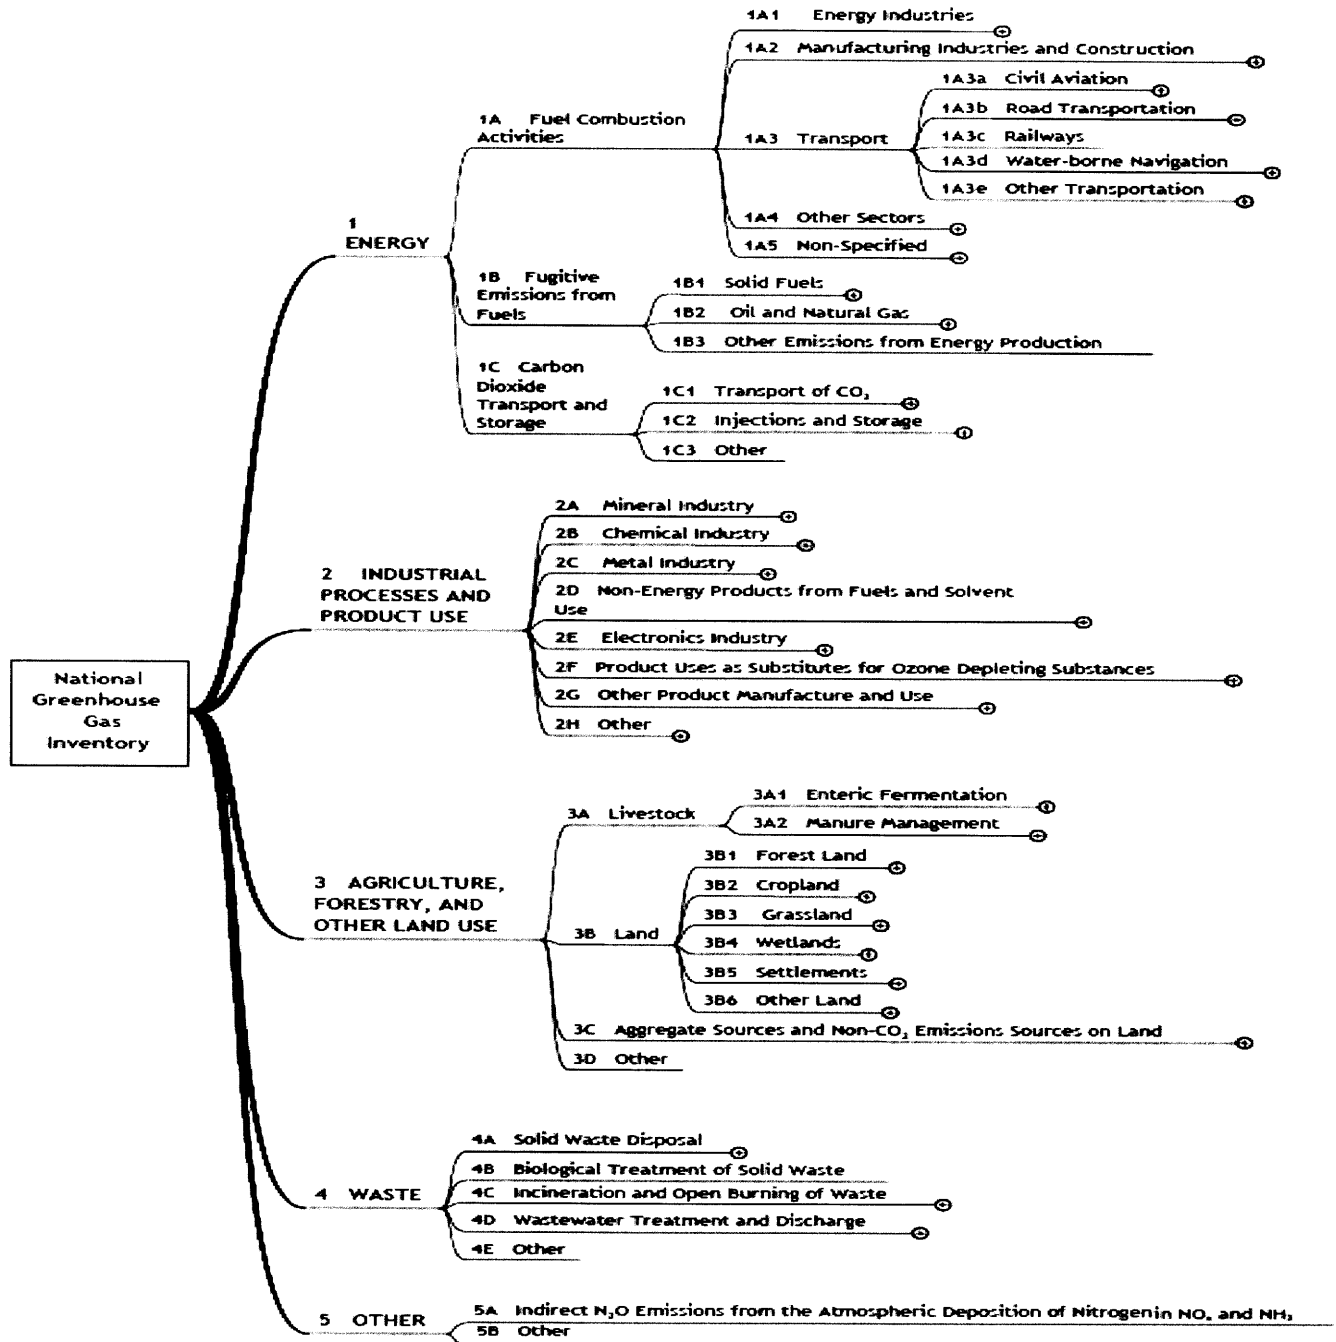 National
Greenhouse
Gas
Inventory
1
ENERGY
1A Fuel Combustion
Activities
1A1 Energy Industries
1A2 Manufacturing Industries and Construction
1A3 Transport
1A3a Civil Aviation
1A3b Road Transportation
1A3c Railways
1A3d Water-borne Navigation
1A3e Other Transportation
1A4 Other Sectors
1A5 Non-Specified
1B Fugitive
Emissions from
Fuels
1B1 Solid Fuels
1B2 Oil and Natural Gas
1B3 Other Emissions from Energy Production
1C Carbon
Dioxide
Transport and
Storage
1C1 Transport of CO₂
1C2 Injections and Storage
1C3 Other
2 INDUSTRIAL
PROCESSES AND
PRODUCT USE
2A Mineral Industry
2B Chemical Industry
2C Metal Industry
2D Non-Energy Products from Fuels and Solvent
Use
2E Electronics Industry
2F Product Uses as Substitutes for Ozone Depleting Substances
2G Other Product Manufacture and Use
2H Other
3 AGRICULTURE,
FORESTRY, AND
OTHER LAND USE
3A Livestock
3A1 Enteric Fermentation
3A2 Manure Management
3B Land
3B1 Forest Land
3B2 Cropland
3B3 Grassland
3B4 Wetlands
3B5 Settlements
3B6 Other Land
3C Aggregate Sources and Non-CO₂ Emissions Sources on Land
3D Other
4 WASTE
4A Solid Waste Disposal
4B Biological Treatment of Solid Waste
4C Incineration and Open Burning of Waste
4D Wastewater Treatment and Discharge
4E Other
5 OTHER
5A Indirect N₂O Emissions from the Atmospheric Deposition of Nitrogen in NOₓ and NH₃
5B Other